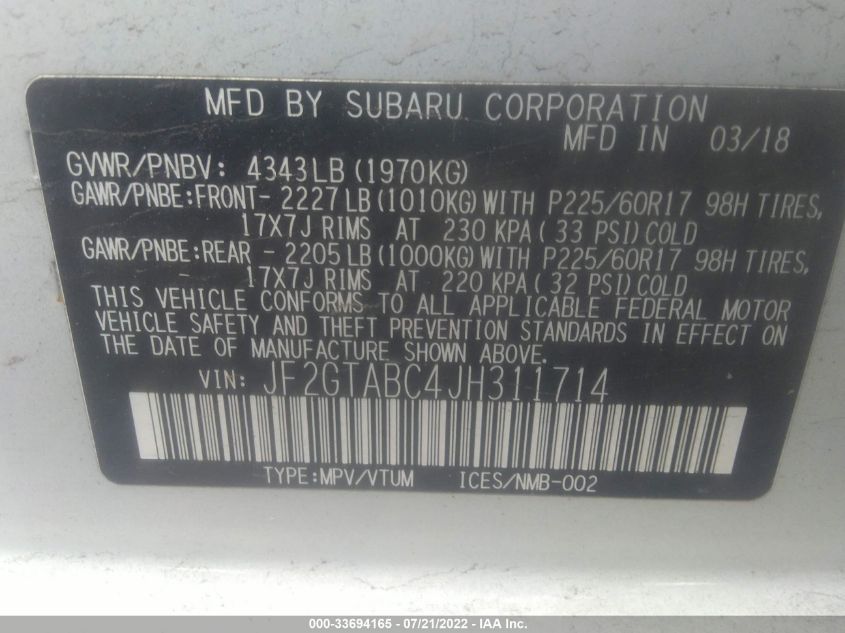 MFD BY SUBARU CORPORATION
MFD IN 03/18
GVWR/PNBV: 4343LB(1970KG)
GAWR/PNBE:FRONT- 2227LB(1010KG)WITH P225/60R17 98H TIRES,
17X7J RIMS AT 230 KPA(33 PSI)COLD
GAWR/PNBE:REAR - 2205LB(1000KG)WITH P225/60R17 98H TIRES,
17X7J RIMS AT 220 KPA(32 PSI)COLD
THIS VEHICLE CONFORMS TO ALL APPLICABLE FEDERAL MOTOR
VEHICLE SAFETY AND THEFT PREVENTION STANDARDS IN EFFECT ON
THE DATE OF MANUFACTURE SHOWN ABOVE.
VIN: JF2GTABC4JH311714
TYPE:MPV/VTUM ICES/NMB-002
000-33694165 - 07/21/2022 - IAA Inc.